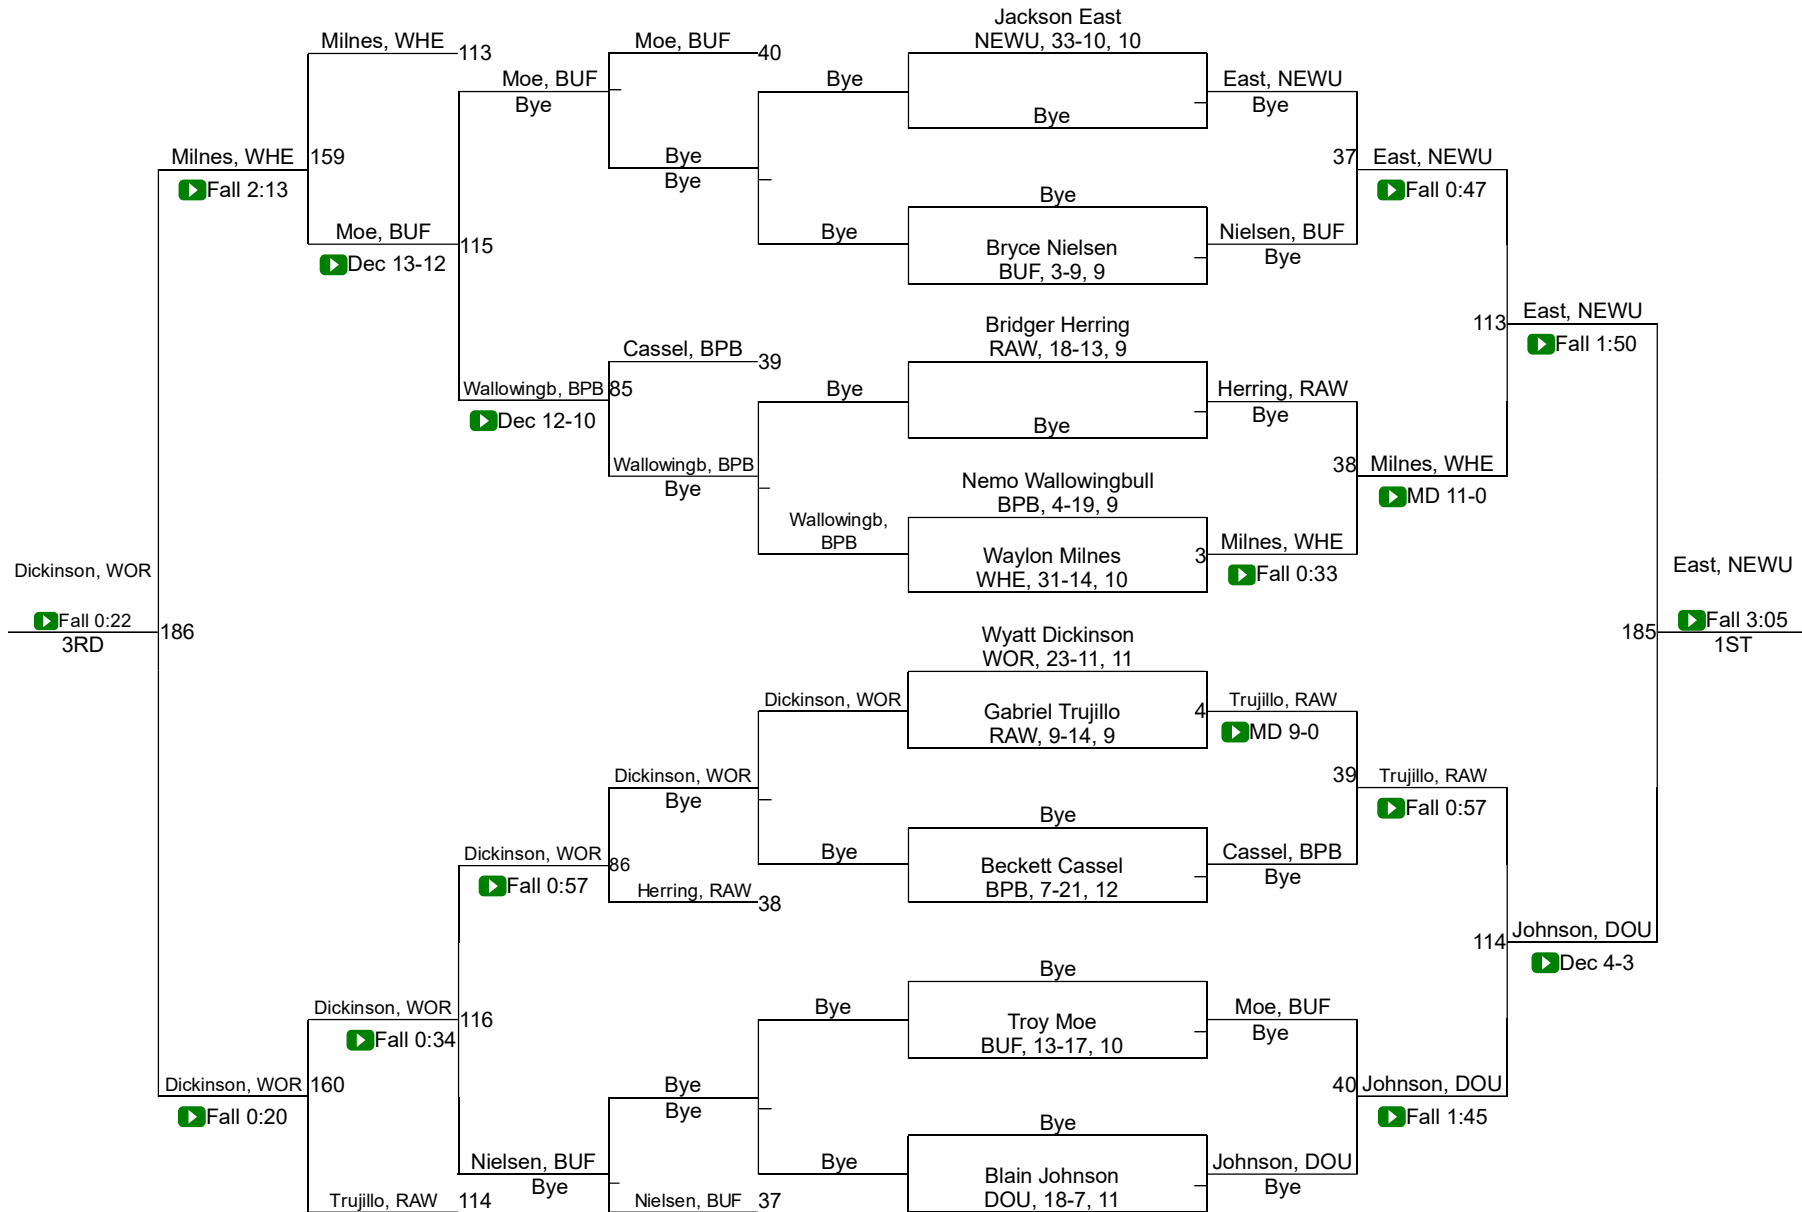 Jackson East
Milnes, WHE
113
Moe, BUF
40
NEWU, 33-10, 10
Moe, BUF
Bye
East, NEWU
Bye
Bye
Bye
Milnes, WHE
159
Bye
37
East, NEWU
Fall 2:13
Bye
Fall 0:47
Bye
Moe, BUF
115
Bye
Bryce Nielsen
Nielsen, BUF
Dec 13-12
BUF, 3-9, 9
Bye
Bridger Herring
113
East, NEWU
Cassel, BPB
39
RAW, 18-13, 9
Fall 1:50
Wallowingb, BPB
85
Bye
Herring, RAW
Dec 12-10
Bye
Bye
Wallowingb, BPB
38
Milnes, WHE
Bye
Nemo Wallowingbull
MD 11-0
BPB, 4-19, 9
Wallowingb,
BPB
Waylon Milnes
3
Milnes, WHE
Dickinson, WOR
WHE, 31-14, 10
Fall 0:33
East, NEWU
Fall 0:22
186
Wyatt Dickinson
185
Fall 3:05
3RD
WOR, 23-11, 11
1ST
Dickinson, WOR
Gabriel Trujillo
4
Trujillo, RAW
RAW, 9-14, 9
MD 9-0
Dickinson, WOR
39
Trujillo, RAW
Bye
Fall 0:57
Bye
Dickinson, WOR
86
Bye
Beckett Cassel
Cassel, BPB
Fall 0:57
Herring, RAW
38
BPB, 7-21, 12
Bye
114
Johnson, DOU
Bye
Dec 4-3
Dickinson, WOR
116
Bye
Troy Moe
Moe, BUF
Fall 0:34
BUF, 13-17, 10
Bye
Dickinson, WOR
160
Bye
40
Johnson, DOU
Fall 0:20
Bye
Bye
Fall 1:45
Nielsen, BUF
Bye
Blain Johnson
Johnson, DOU
Bye
Bye
Trujillo, RAW
114
Nielsen, BUF
37
DOU, 18-7, 11